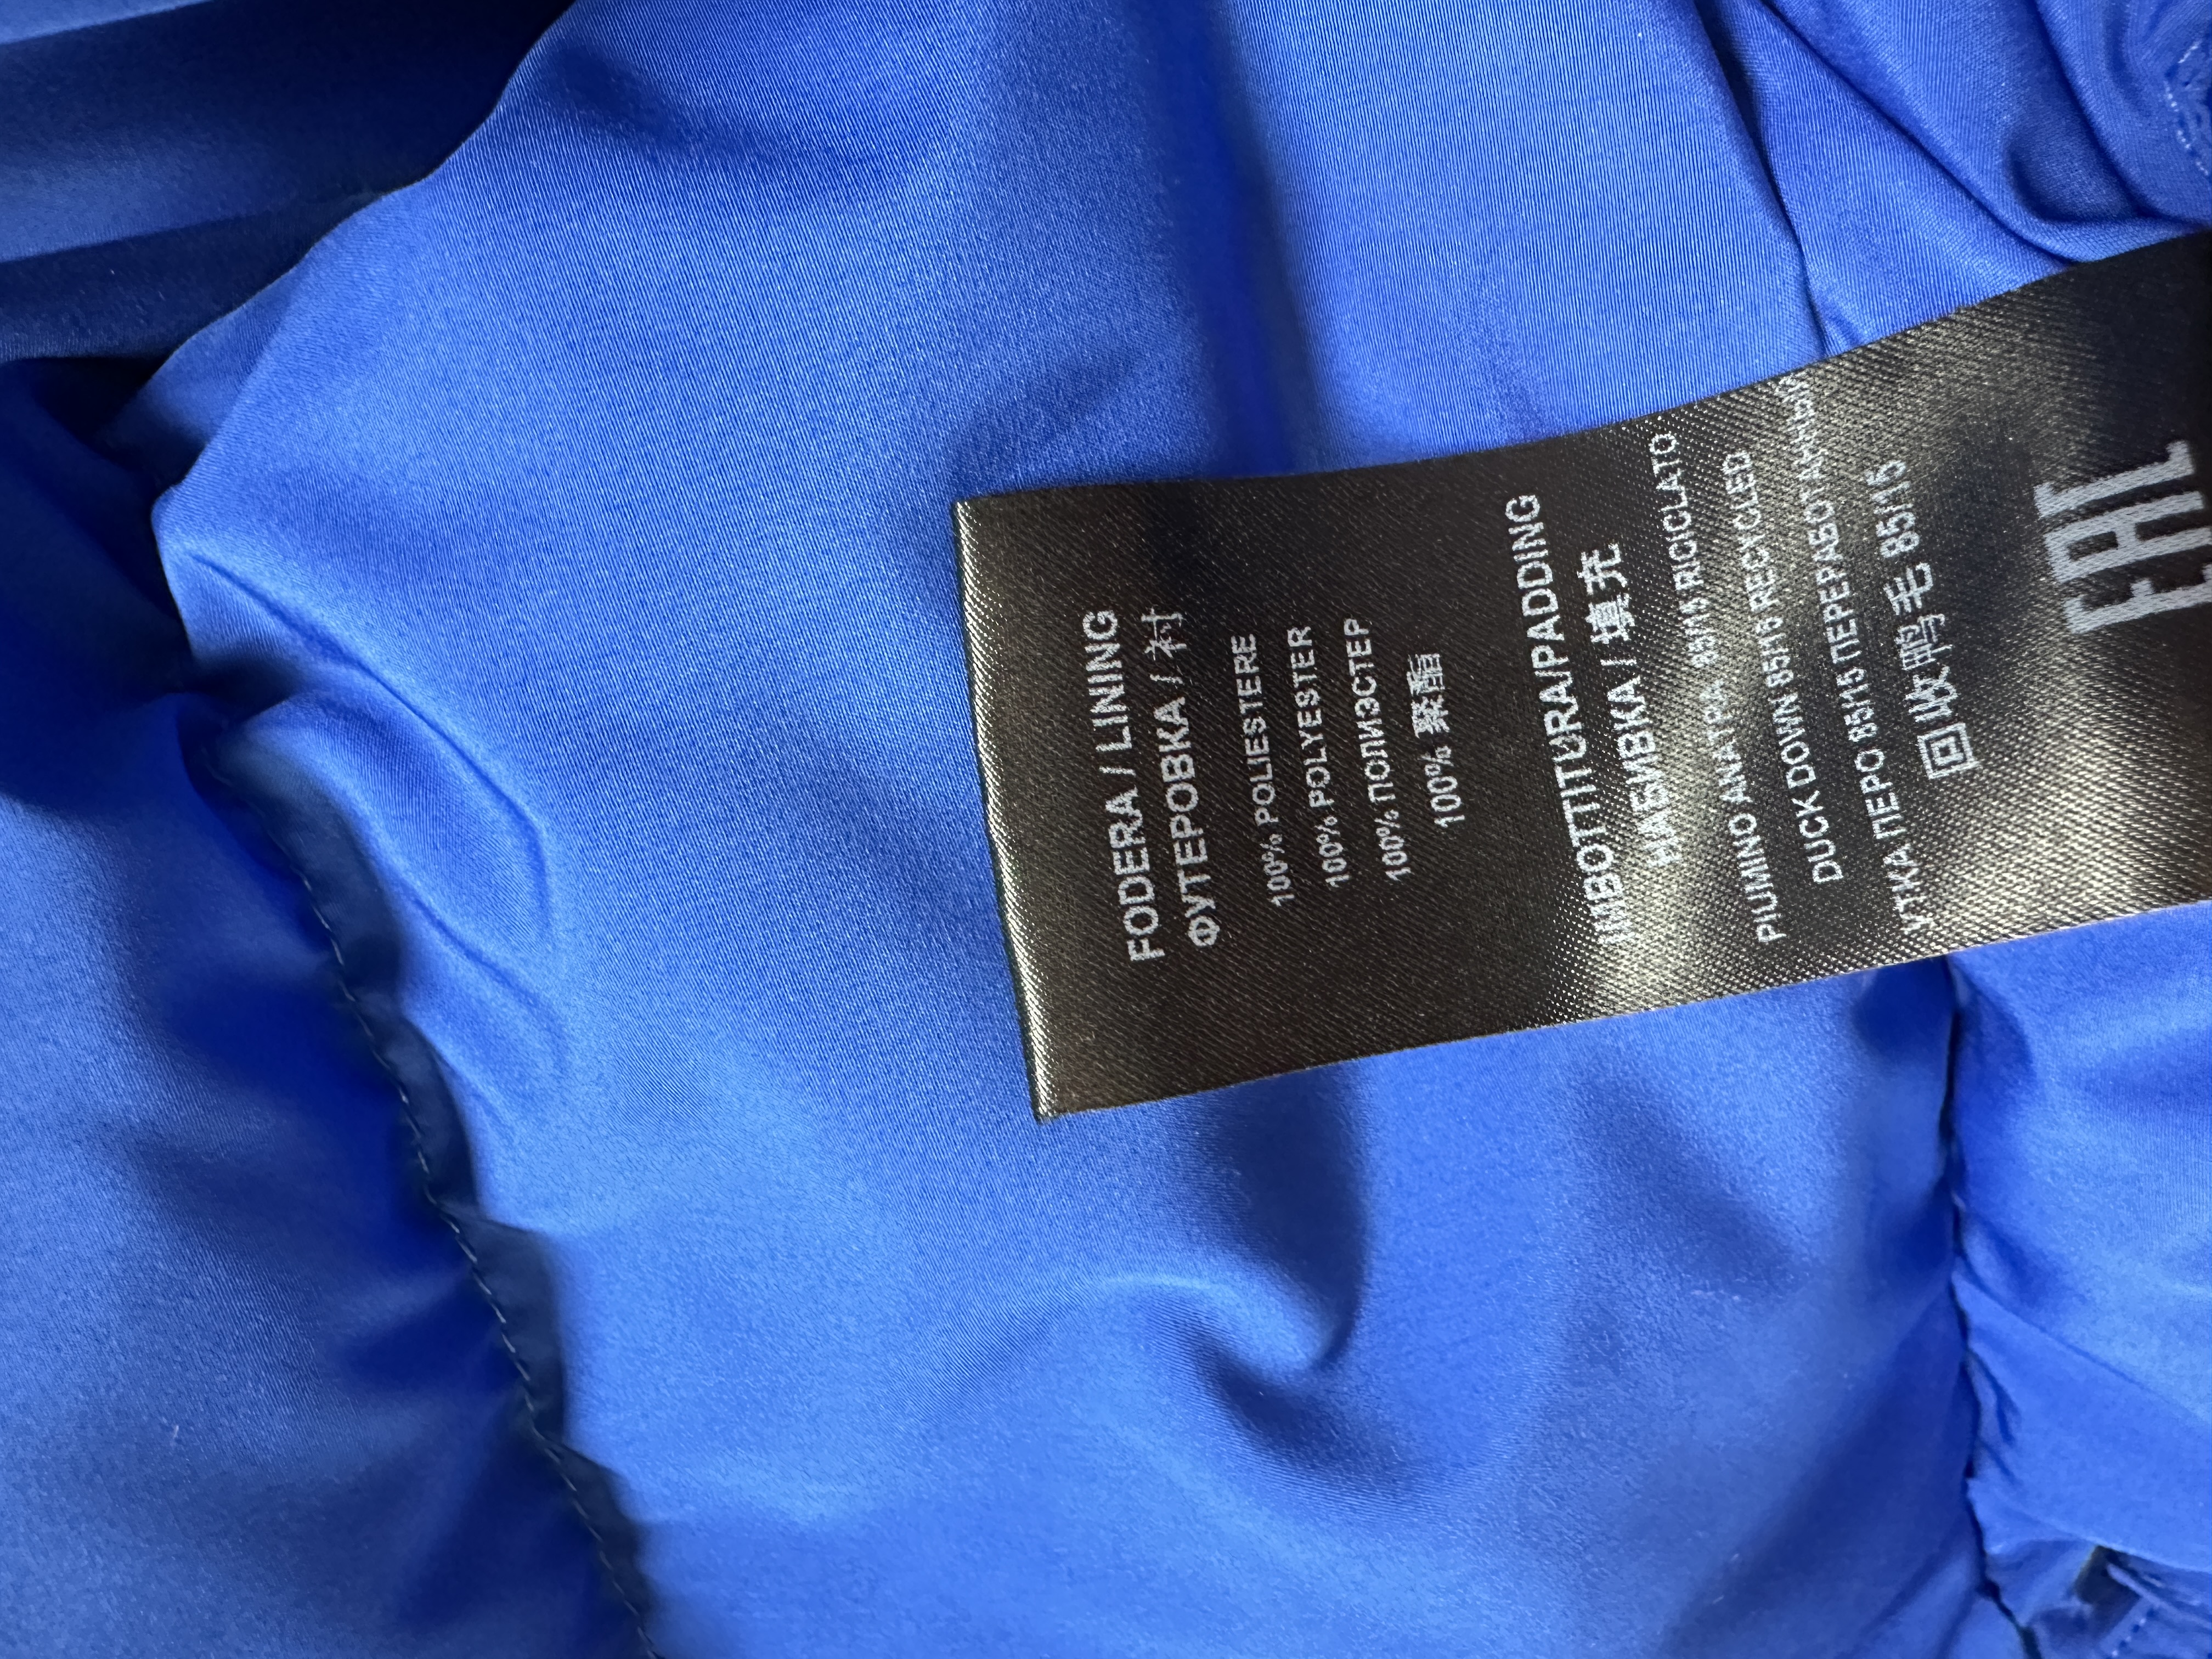 FODERA / LINING
ФУТЕРОВКА / 衬
100% POLIESTERE
100% POLYESTER
100% ПОЛИЭСТЕР
100% 聚酯
IMBOTTITURA/PADDING
НАБИВКА / 填充
PIUMINO ANATRA 85/15 RICICLATO
DUCK DOWN 85/15 RECYCLED
УТКА ПЕРО 85/15 ПЕРЕРАБОТАННЫЙ
回收鸭毛 85/15
EAC